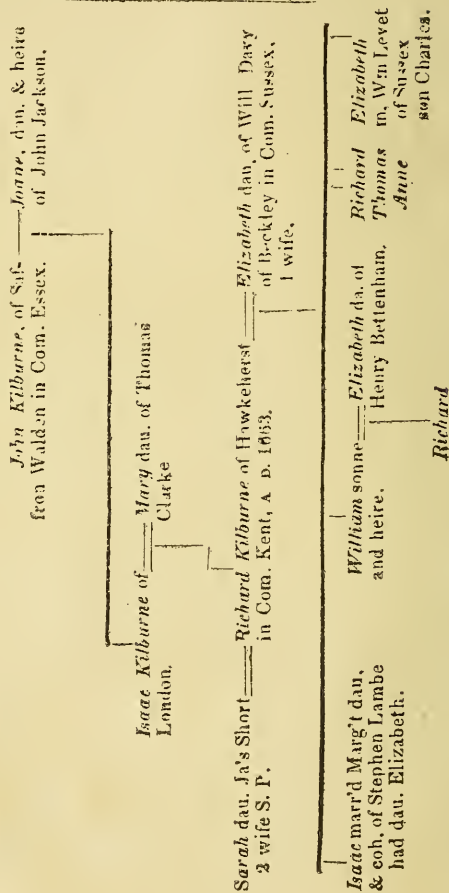 John Kilburne, of Saf-
fron Walden in Com. Essex.
Joane, dau. & heire
of John Jackson.
Isaac Kilburne of
London.
Mary dau. of Thomas
Clarke
Sarah dau. Ja's Short
2 wife S. P.
Richard Kilburne of Hawkeherst
in Com. Kent, A. D. 1663.
Elizabeth dau. of Will Davy
of Beckley in Com. Sussex,
1 wife.
Isaac marr'd Marg't dau,
& coh, of Stephen Lambe
had dau. Elizabeth.
William sonne
and heire.
Elizabeth da. of
Henry Bettenham.
Richard
Richard
Thomas
Anne
Elizabeth
m. Wm Levet
of Sussex
son Charles.